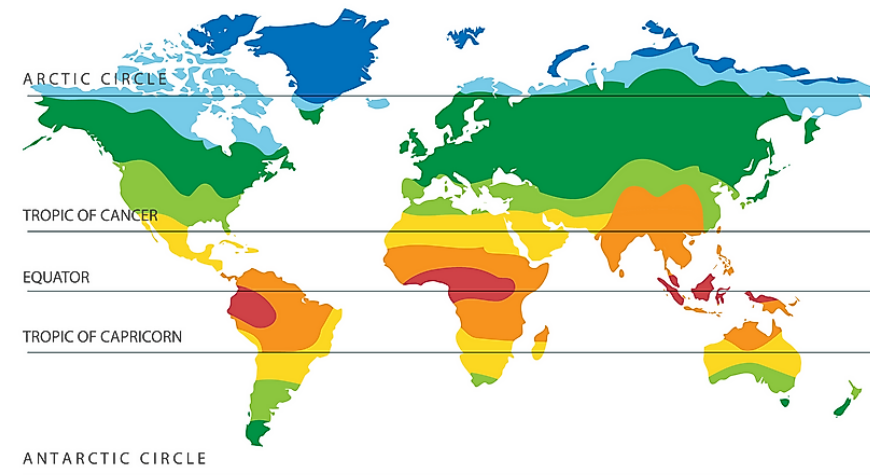 ARCTIC CIRCLE
TROPIC OF CANCER
EQUATOR
TROPIC OF CAPRICORN
ANTARCTIC CIRCLE